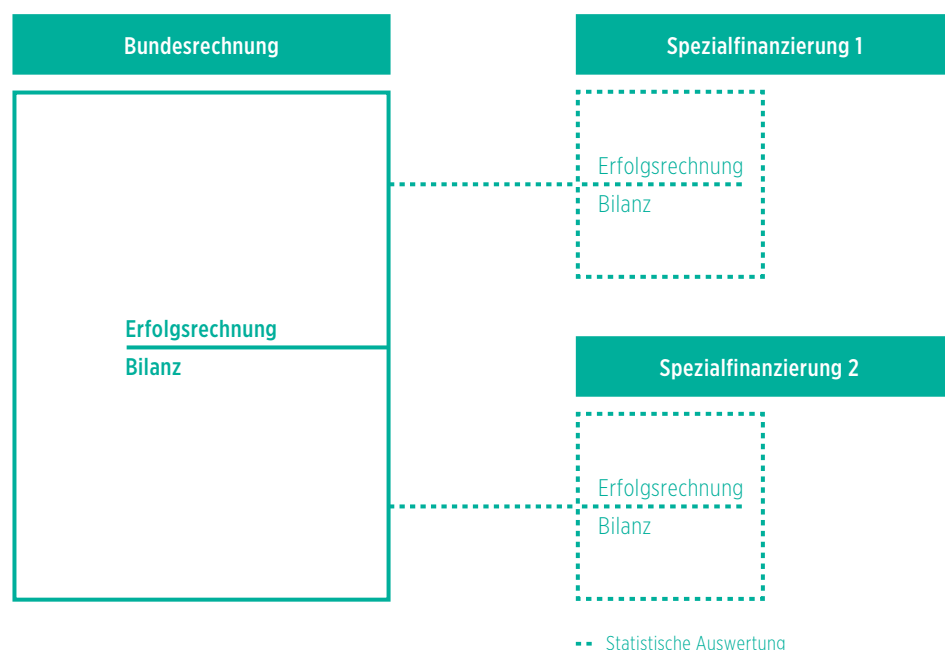 Bundesrechnung
Erfolgsrechnung
Bilanz
Spezialfinanzierung 1
Erfolgsrechnung
Bilanz
Spezialfinanzierung 2
Erfolgsrechnung
Bilanz
Statistische Auswertung